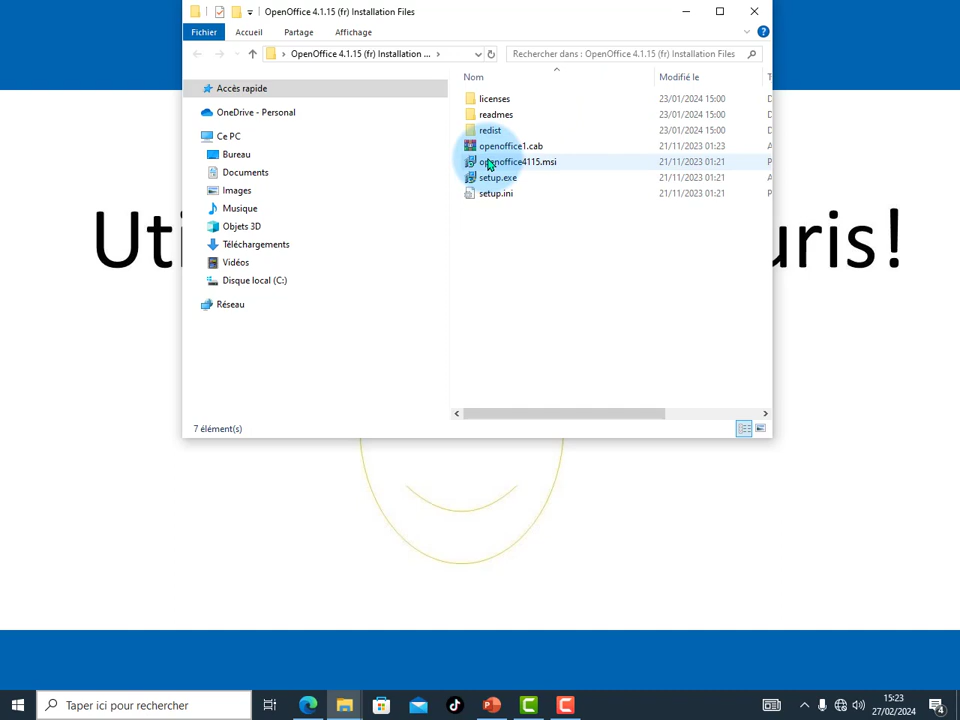 OpenOffice 4.1.15 (fr) Installation Files
Fichier Accueil Partage Affichage
OpenOffice 4.1.15 (fr) Installation ...
Rechercher dans : OpenOffice 4.1.15 (fr) Installation Files
Nom Modifié le T
Accès rapide
OneDrive - Personal
Ce PC
Bureau
Documents
Images
Musique
Objets 3D
Téléchargements
Vidéos
Disque local (C:)
Réseau
licenses 23/01/2024 15:00 D
readmes 23/01/2024 15:00 D
redist 23/01/2024 15:00 D
openoffice1.cab 21/11/2023 01:23 A
openoffice4115.msi 21/11/2023 01:21 P
setup.exe 21/11/2023 01:21 A
setup.ini 21/11/2023 01:21 P
7 élément(s)
Uti uris!
Taper ici pour rechercher
15:23
27/02/2024
4